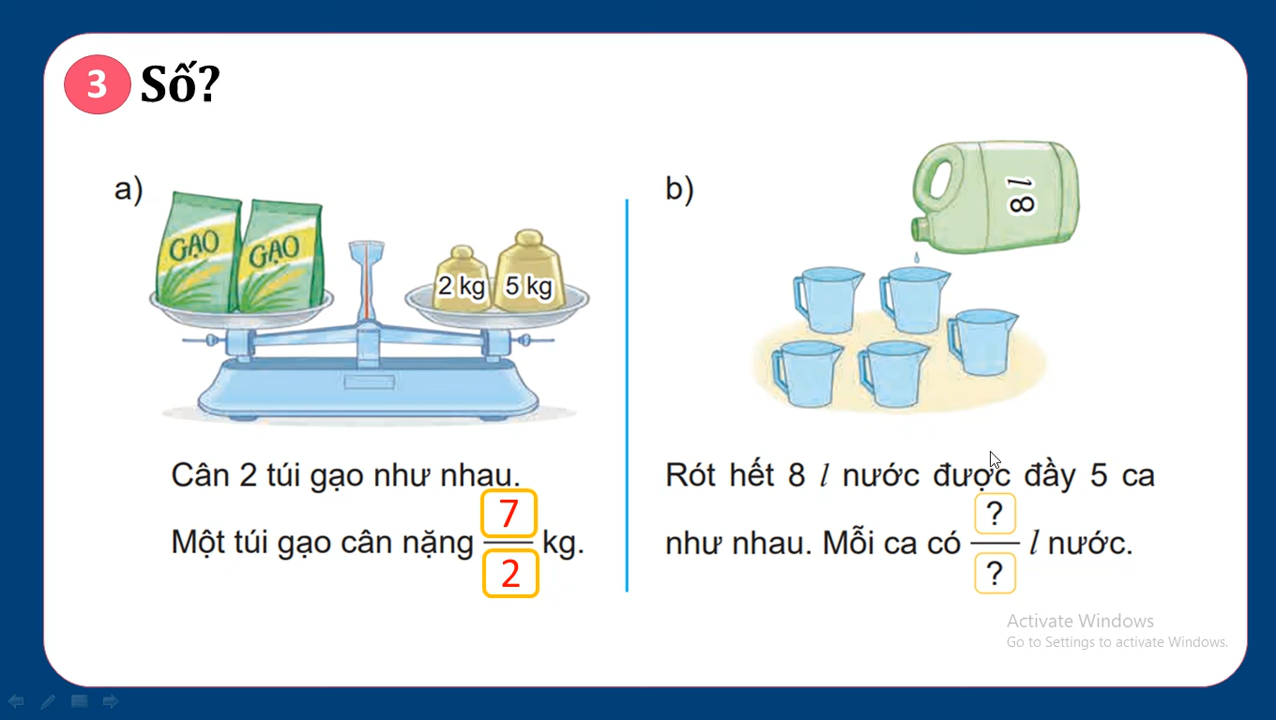 3 Số?
a)
GẠO GẠO
2 kg 5 kg
Cân 2 túi gạo như nhau.
Một túi gạo cân nặng 7/2 kg.
b)
8 l
Rót hết 8 l nước được đầy 5 ca
như nhau. Mỗi ca có ?/? l nước.
Activate Windows
Go to Settings to activate Windows.